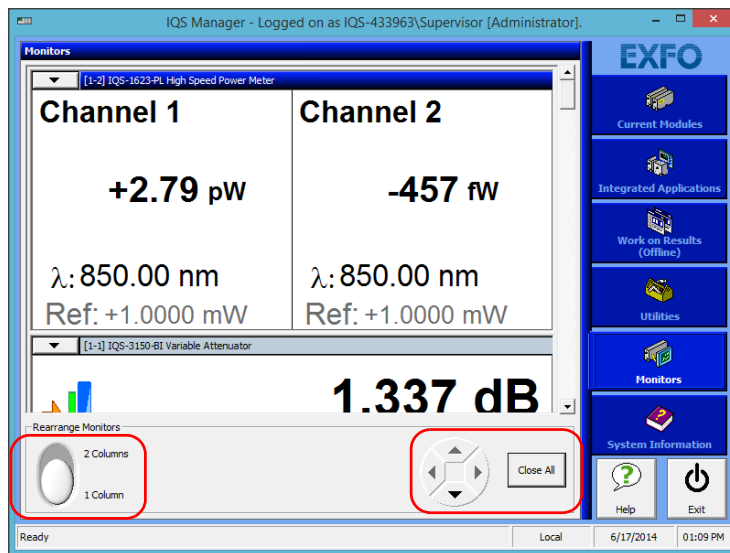 IQS Manager - Logged on as IQS-433963\Supervisor [Administrator].
Monitors
[1-2] IQS-1623-PL High Speed Power Meter
Channel 1
Channel 2
+2.79 pW
-457 fW
λ: 850.00 nm
λ: 850.00 nm
Ref: +1.0000 mW
Ref: +1.0000 mW
[1-1] IQS-3150-BI Variable Attenuator
1.337 dB
Rearrange Monitors
2 Columns
1 Column
Close All
EXFO
Current Modules
Integrated Applications
Work on Results
(Offline)
Utilities
Monitors
System Information
Help
Exit
Ready
Local
6/17/2014
01:09 PM